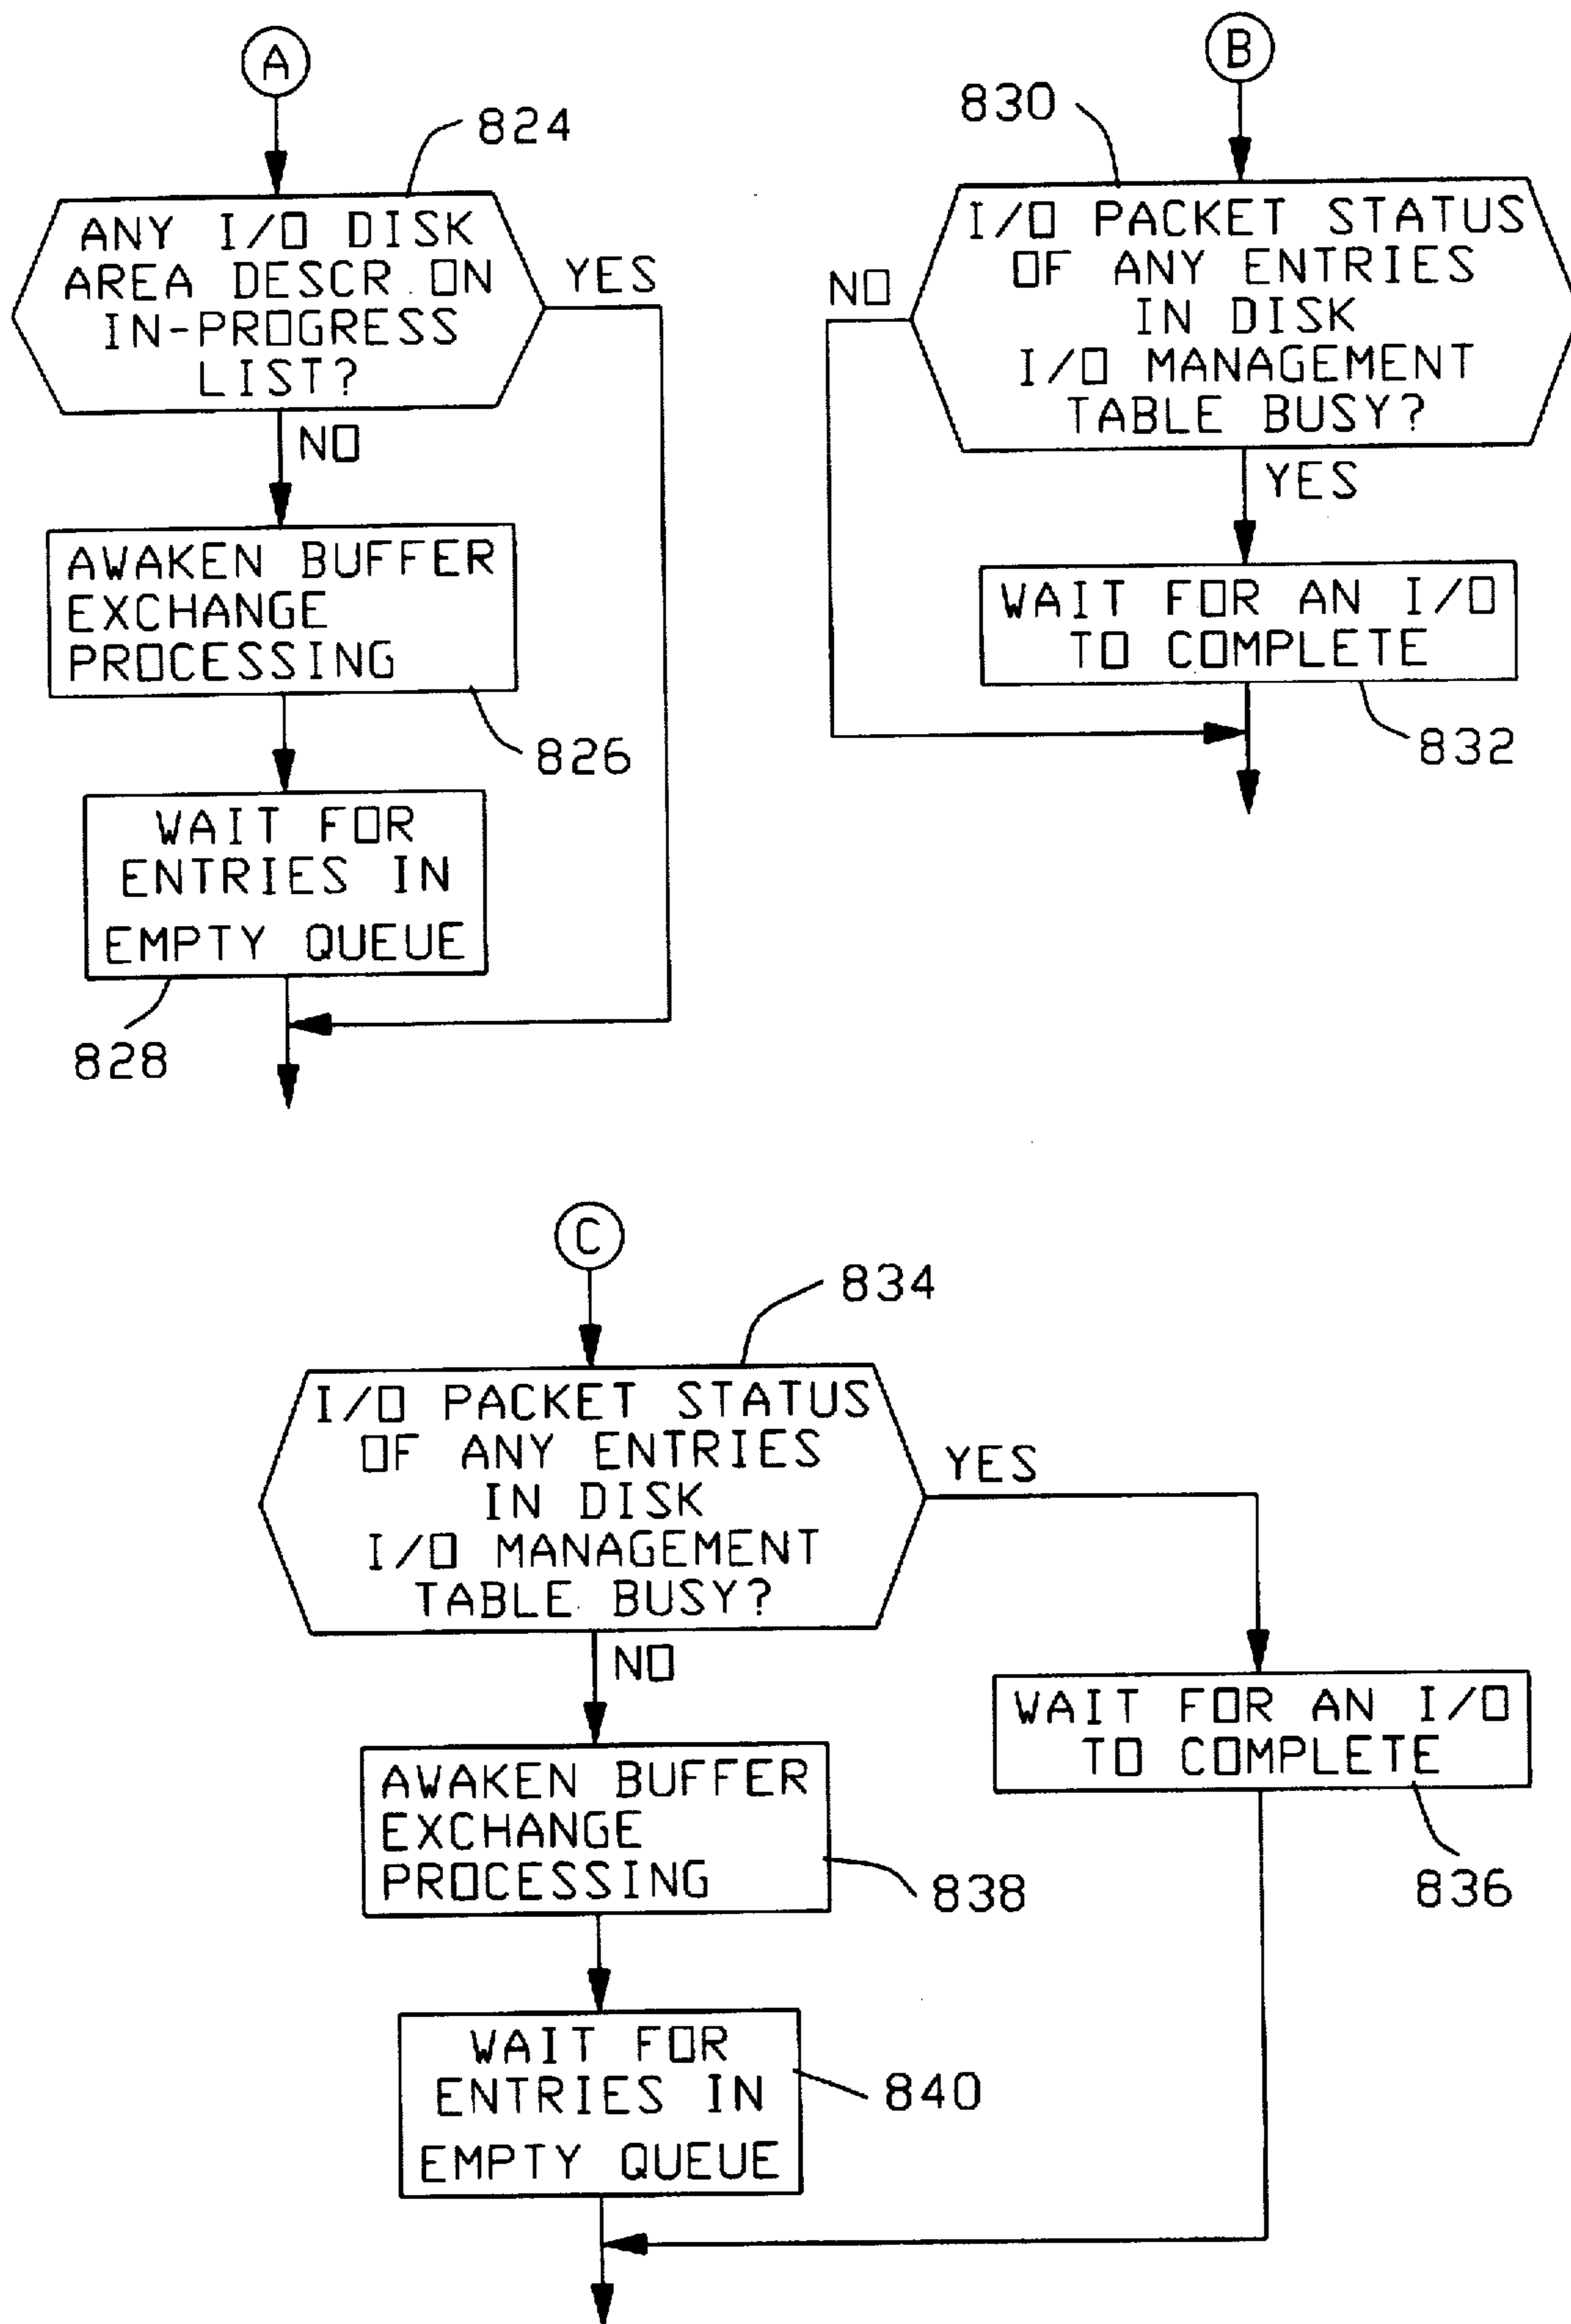 A
824
ANY I/O DISK
AREA DESCR ON
IN-PROGRESS
LIST?
YES
NO
AWAKEN BUFFER
EXCHANGE
PROCESSING
826
WAIT FOR
ENTRIES IN
EMPTY QUEUE
828
B
830
I/O PACKET STATUS
OF ANY ENTRIES
IN DISK
I/O MANAGEMENT
TABLE BUSY?
NO
YES
WAIT FOR AN I/O
TO COMPLETE
832
C
834
I/O PACKET STATUS
OF ANY ENTRIES
IN DISK
I/O MANAGEMENT
TABLE BUSY?
YES
NO
WAIT FOR AN I/O
TO COMPLETE
836
AWAKEN BUFFER
EXCHANGE
PROCESSING
838
WAIT FOR
ENTRIES IN
EMPTY QUEUE
840